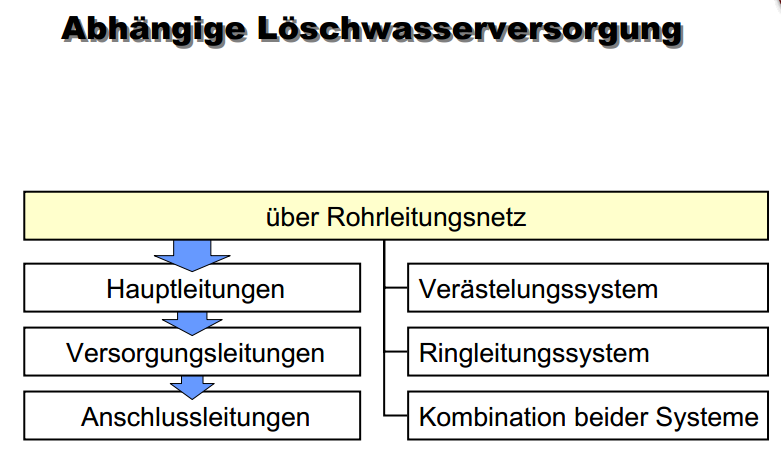 Abhängige Löschwasserversorgung
über Rohrleitungsnetz
Hauptleitungen
Versorgungsleitungen
Anschlussleitungen
Verästelungssystem
Ringleitungssystem
Kombination beider Systeme